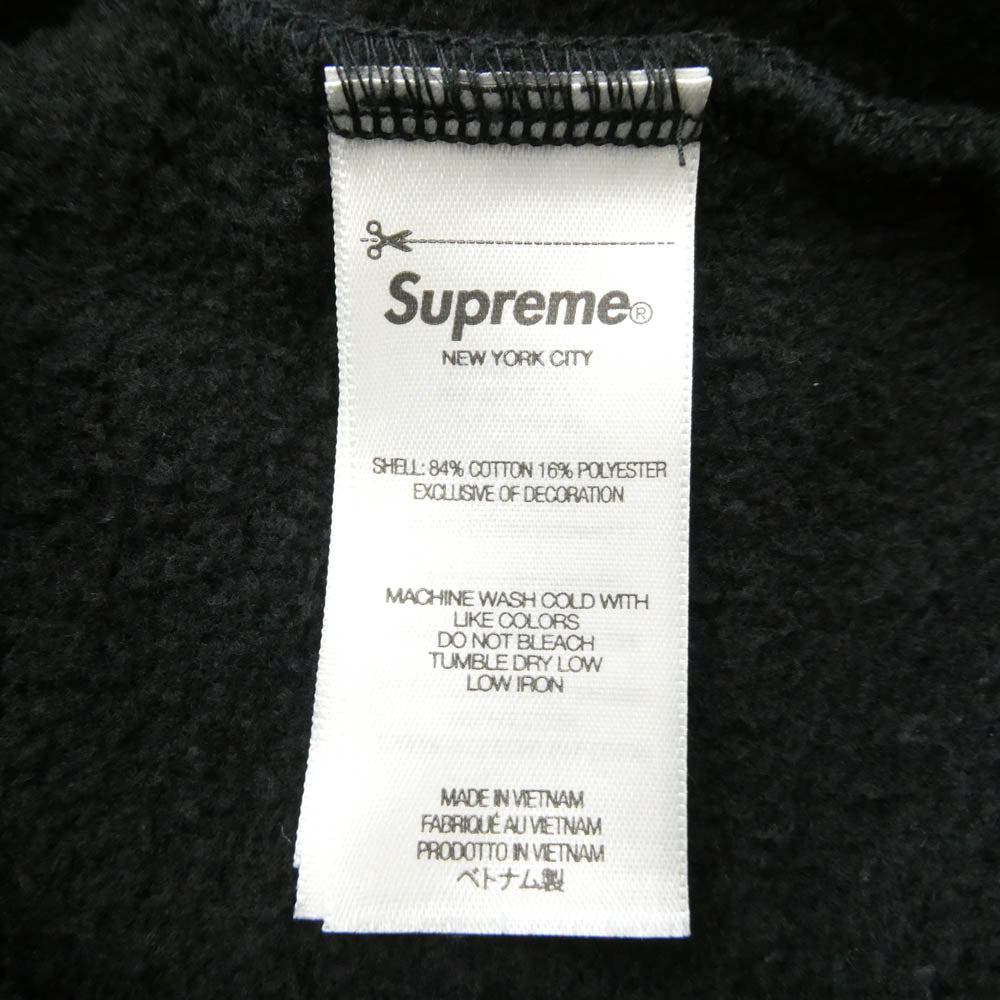 Supreme®
NEW YORK CITY
SHELL: 84% COTTON 16% POLYESTER
EXCLUSIVE OF DECORATION
MACHINE WASH COLD WITH
LIKE COLORS
DO NOT BLEACH
TUMBLE DRY LOW
LOW IRON
MADE IN VIETNAM
FABRIQUÉ AU VIETNAM
PRODOTTO IN VIETNAM
ベトナム製